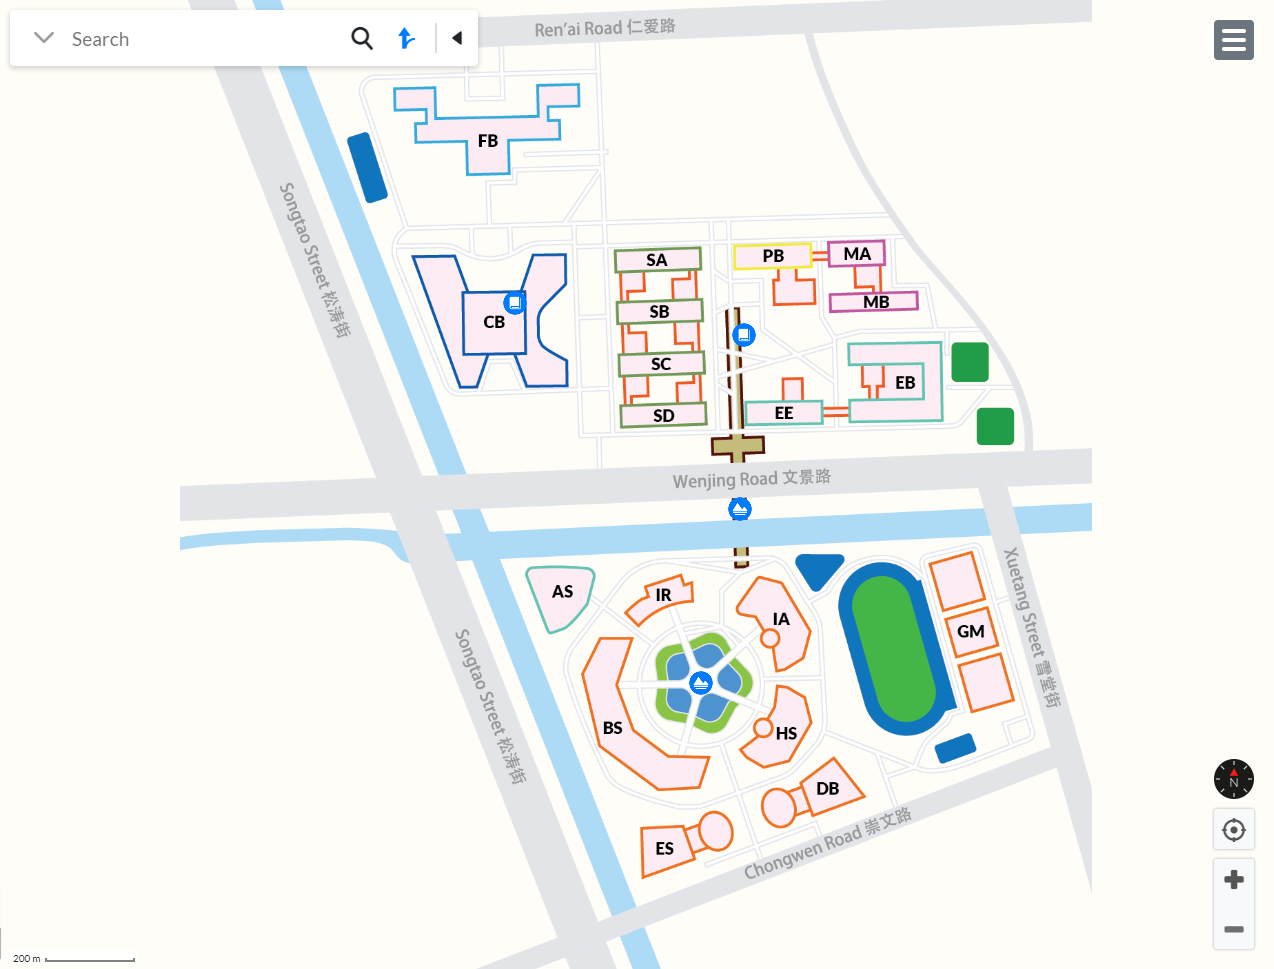 Search
Ren'ai Road 仁爱路
FB
Songtao Street 松涛街
SA
PB
MA
MB
SB
CB
SC
EB
SD
EE
Wenjing Road 文景路
AS
IR
IA
GM
Xuetang Street 雪堂街
Songtao Street 松涛街
BS
HS
DB
N
ES
Chongwen Road 崇文路
200 m